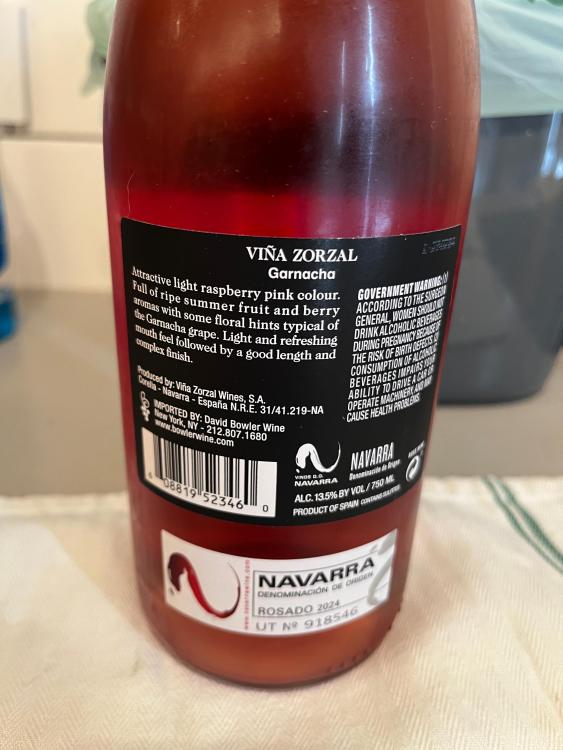 VIÑA ZORZAL
Garnacha
Attractive light raspberry pink colour.
Full of ripe summer fruit and berry
aromas with some floral hints typical of
the Garnacha grape. Light and refreshing
mouth feel followed by a good length and
complex finish.
GOVERNMENT WARNING: (1)
ACCORDING TO THE SURGEON
GENERAL, WOMEN SHOULD NOT
DRINK ALCOHOLIC BEVERAGES
DURING PREGNANCY BECAUSE OF
THE RISK OF BIRTH DEFECTS. (2)
CONSUMPTION OF ALCOHOLIC
BEVERAGES IMPAIRS YOUR
ABILITY TO DRIVE A CAR OR
OPERATE MACHINERY, AND MAY
CAUSE HEALTH PROBLEMS.
Produced by: Viña Zorzal Wines, S.A.
Corella - Navarra - España N.R.E. 31/41.219-NA
IMPORTED BY: David Bowler Wine
New York, NY - 212.807.1680
www.bowlerwine.com
08819 52346 0
VINOS D.O.
NAVARRA
NAVARRA
Denominación de Origen
ALC. 13.5% BY VOL / 750 ML
PRODUCT OF SPAIN CONTAINS SULFITES
www.navarrawine.com
NAVARRA
DENOMINACIÓN DE ORIGEN
ROSADO 2024
UT Nº 918546